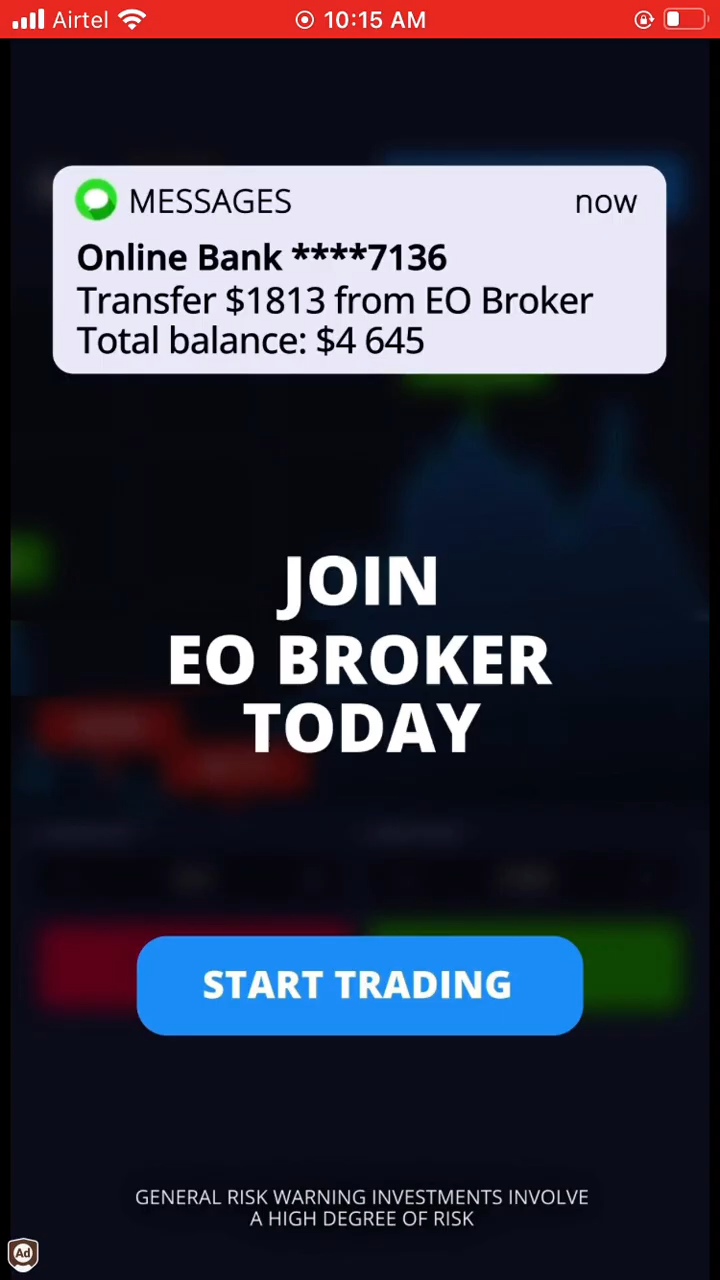 Airtel 10:15 AM
MESSAGES now
Online Bank ****7136
Transfer $1813 from EO Broker
Total balance: $4 645
JOIN
EO BROKER
TODAY
START TRADING
GENERAL RISK WARNING INVESTMENTS INVOLVE
A HIGH DEGREE OF RISK
Ad